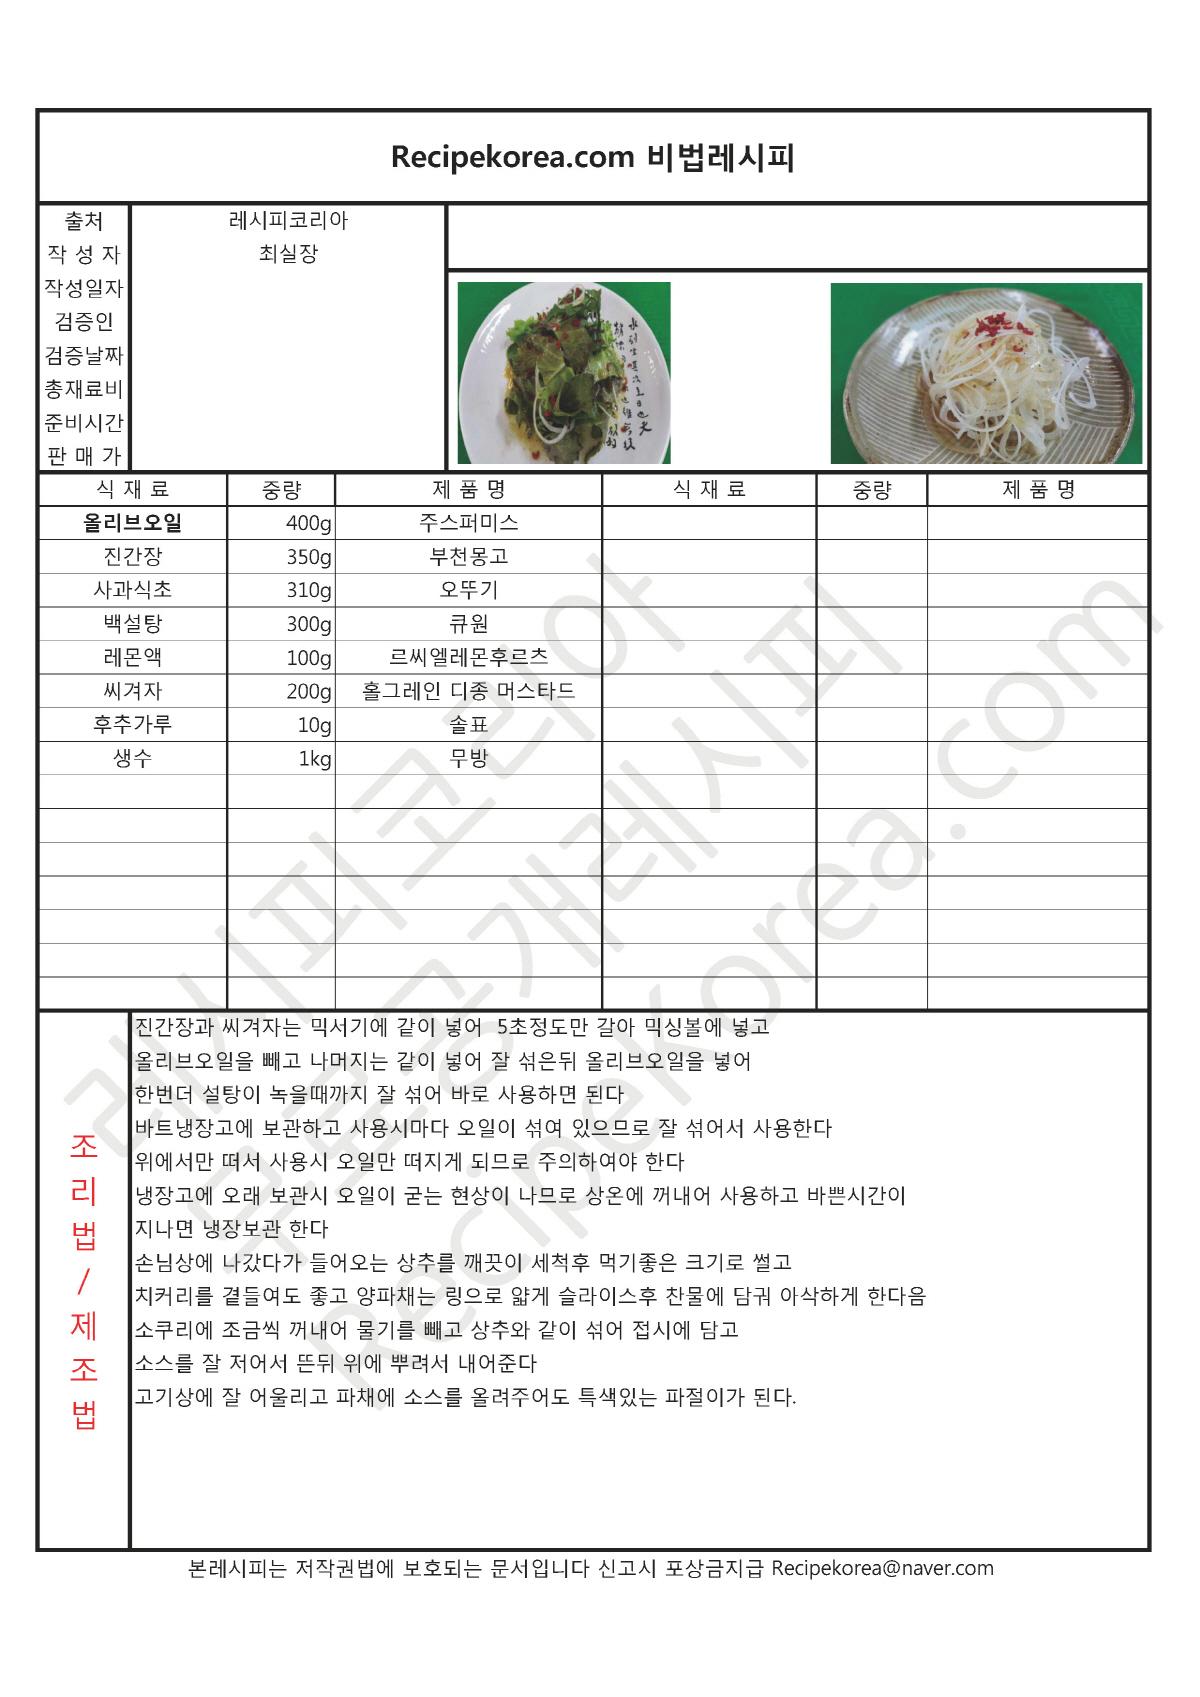 Recipekorea.com 비법레시피
출처 레시피코리아
작 성 자 최실장
작성일자
검증인
검증날짜
총재료비
준비시간
판 매 가
식 재 료 중량 제 품 명 식 재 료 중량 제 품 명
올리브오일 400g 주스퍼미스
진간장 350g 부천몽고
사과식초 310g 오뚜기
백설탕 300g 큐원
레몬액 100g 르씨엘레몬후르츠
씨겨자 200g 홀그레인 디종 머스타드
후추가루 10g 솔표
생수 1kg 무방
조리법/제조법
진간장과 씨겨자는 믹서기에 같이 넣어 5초정도만 갈아 믹싱볼에 넣고
올리브오일을 빼고 나머지는 같이 넣어 잘 섞은뒤 올리브오일을 넣어
한번더 설탕이 녹을때까지 잘 섞어 바로 사용하면 된다
바트냉장고에 보관하고 사용시마다 오일이 섞여 있으므로 잘 섞어서 사용한다
위에서만 떠서 사용시 오일만 떠지게 되므로 주의하여야 한다
냉장고에 오래 보관시 오일이 굳는 현상이 나므로 상온에 꺼내어 사용하고 바쁜시간이
지나면 냉장보관 한다
손님상에 나갔다가 들어오는 상추를 깨끗이 세척후 먹기좋은 크기로 썰고
치커리를 곁들여도 좋고 양파채는 링으로 얇게 슬라이스후 찬물에 담궈 아삭하게 한다음
소쿠리에 조금씩 꺼내어 물기를 빼고 상추와 같이 섞어 접시에 담고
소스를 잘 저어서 뜬뒤 위에 뿌려서 내어준다
고기상에 잘 어울리고 파채에 소스를 올려주어도 특색있는 파절이가 된다.
레시피코리아
무료공개레시피
Recipekorea.com
본레시피는 저작권법에 보호되는 문서입니다 신고시 포상금지급 Recipekorea@naver.com